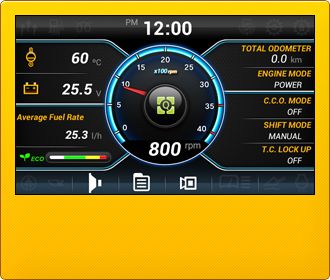 PM 12:00
60 °C
25.5 V
Average Fuel Rate
25.3 l/h
ECO
0
5
10
15
20
25
30
35
40
x100 rpm
800 rpm
TOTAL ODOMETER
0.0 km
ENGINE MODE
POWER
C.C.O. MODE
OFF
SHIFT MODE
MANUAL
T.C. LOCK UP
OFF